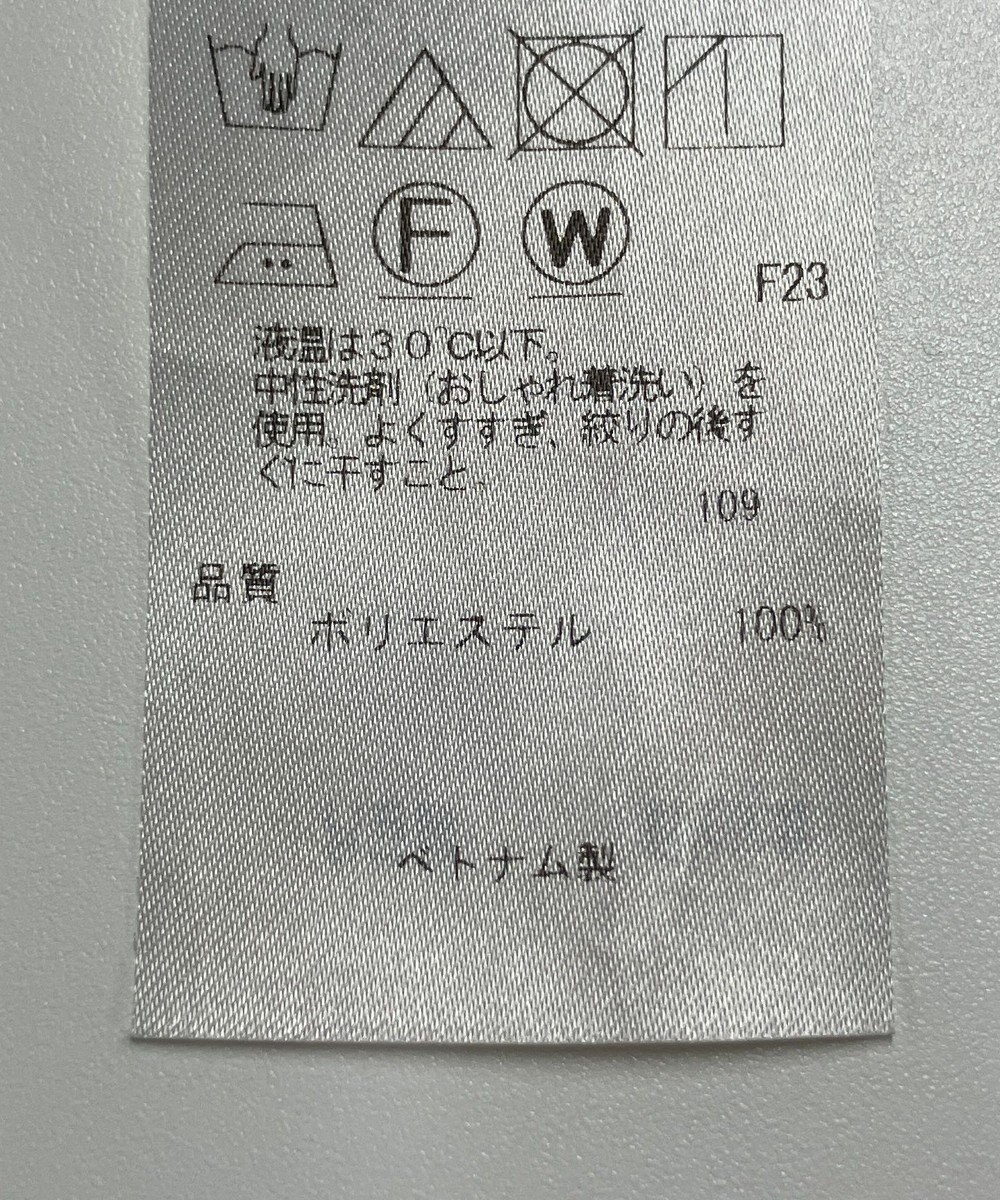 F
W
F23
液温は30℃以下。
中性洗剤(おしゃれ着洗い)を
使用、よくすすぎ、絞りの後す
ぐに干すこと。
109
品質
ポリエステル 100%
ベトナム製